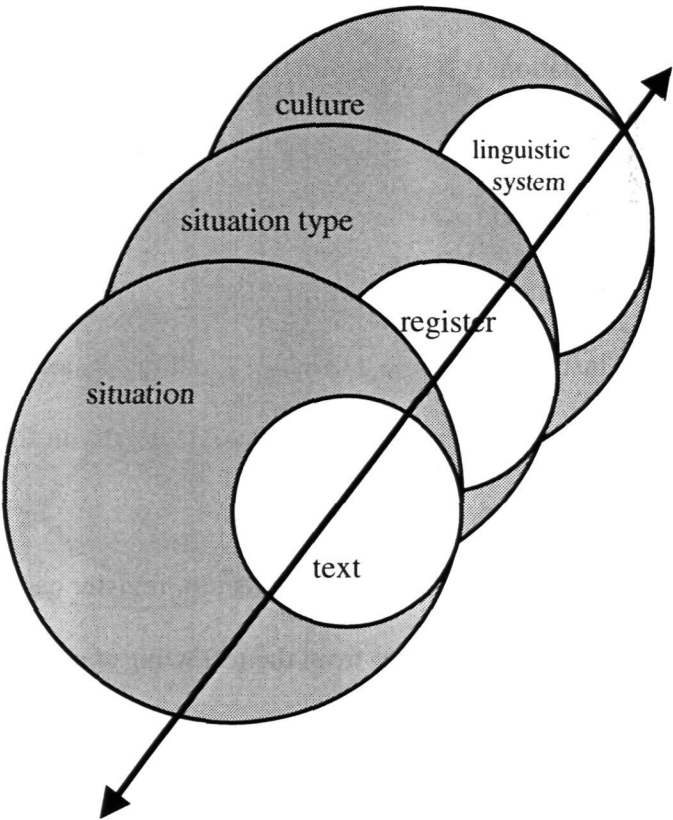 culture
linguistic
system
situation type
register
situation
text